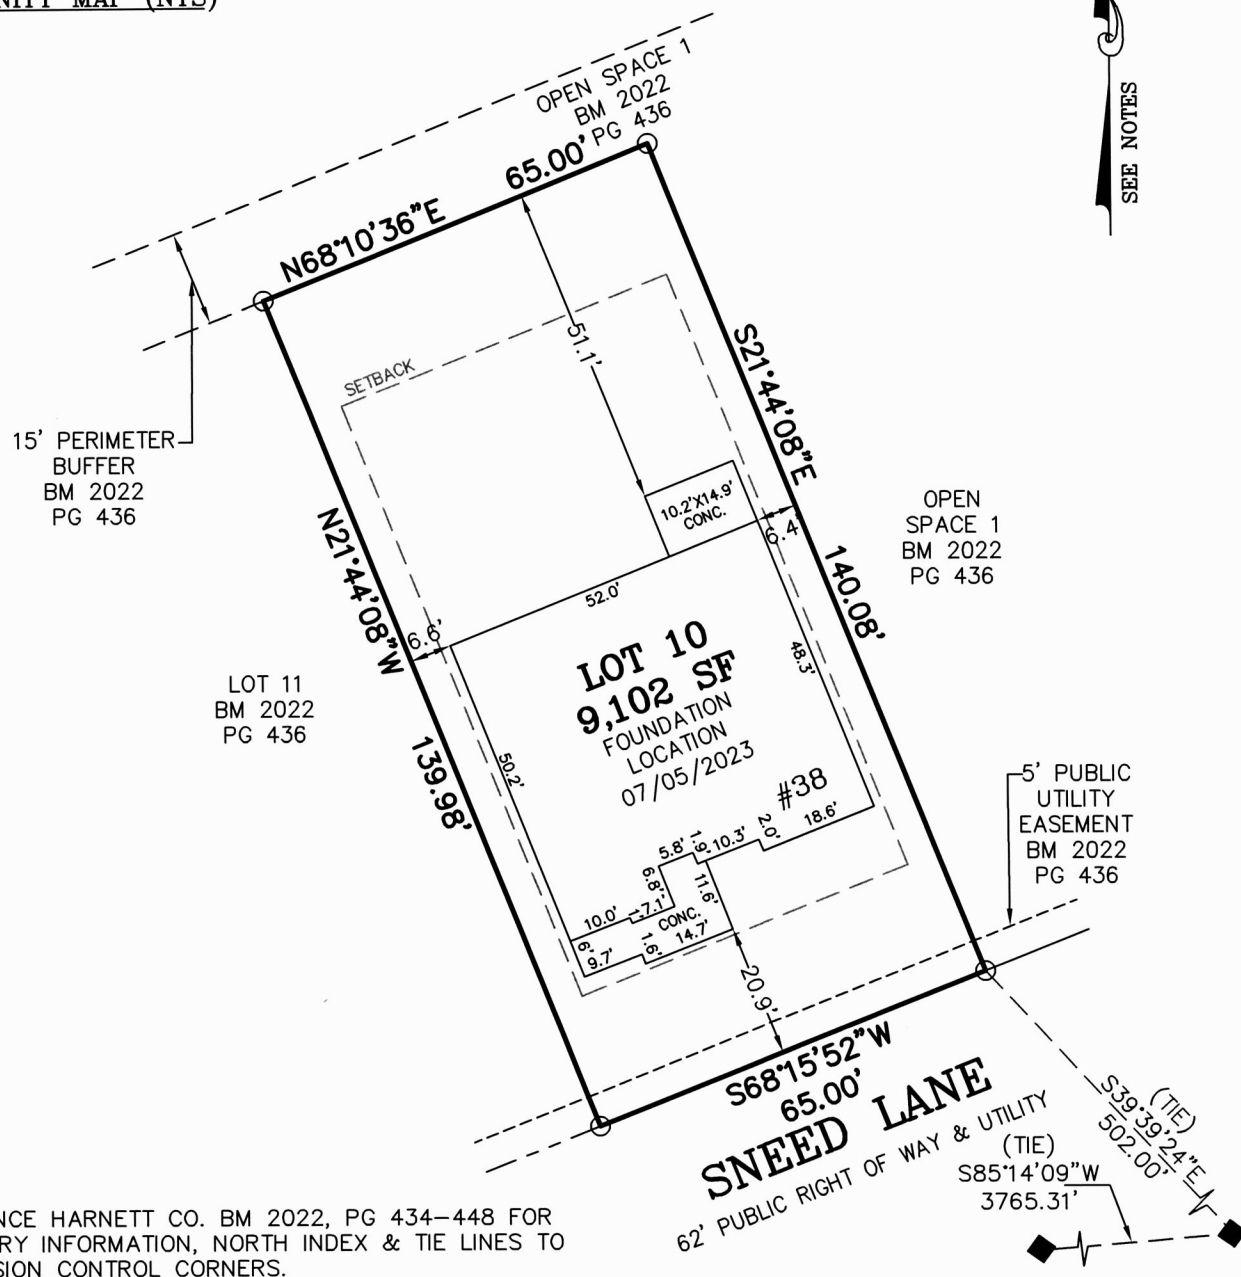 MAP (NTS)
SEE NOTES
OPEN SPACE 1
BM 2022
PG 436
65.00'
N68°10'36"E
51.1'
SETBACK
S21°44'08"E
15' PERIMETER
BUFFER
BM 2022
PG 436
10.2'X14.9'
CONC.
6.4'
OPEN
SPACE 1
BM 2022
PG 436
N21°44'08"W
140.08'
52.0'
6.6'
LOT 10
9,102 SF
FOUNDATION
LOCATION
07/05/2023
48.3'
LOT 11
BM 2022
PG 436
139.98'
50.2'
#38
5' PUBLIC
UTILITY
EASEMENT
BM 2022
PG 436
5.8'
1.9'
10.3'
2.0'
18.6'
6.8'
11.6'
10.0'
1'
7.1'
CONC.
6'
9.7'
1.6'
14.7'
20.9'
S68°15'52"W
65.00'
SNEED LANE
62' PUBLIC RIGHT OF WAY & UTILITY
(TIE)
S39°39'24"E
502.00'
(TIE)
S85°14'09"W
3765.31'
NCE HARNETT CO. BM 2022, PG 434-448 FOR
RY INFORMATION, NORTH INDEX & TIE LINES TO
SION CONTROL CORNERS.